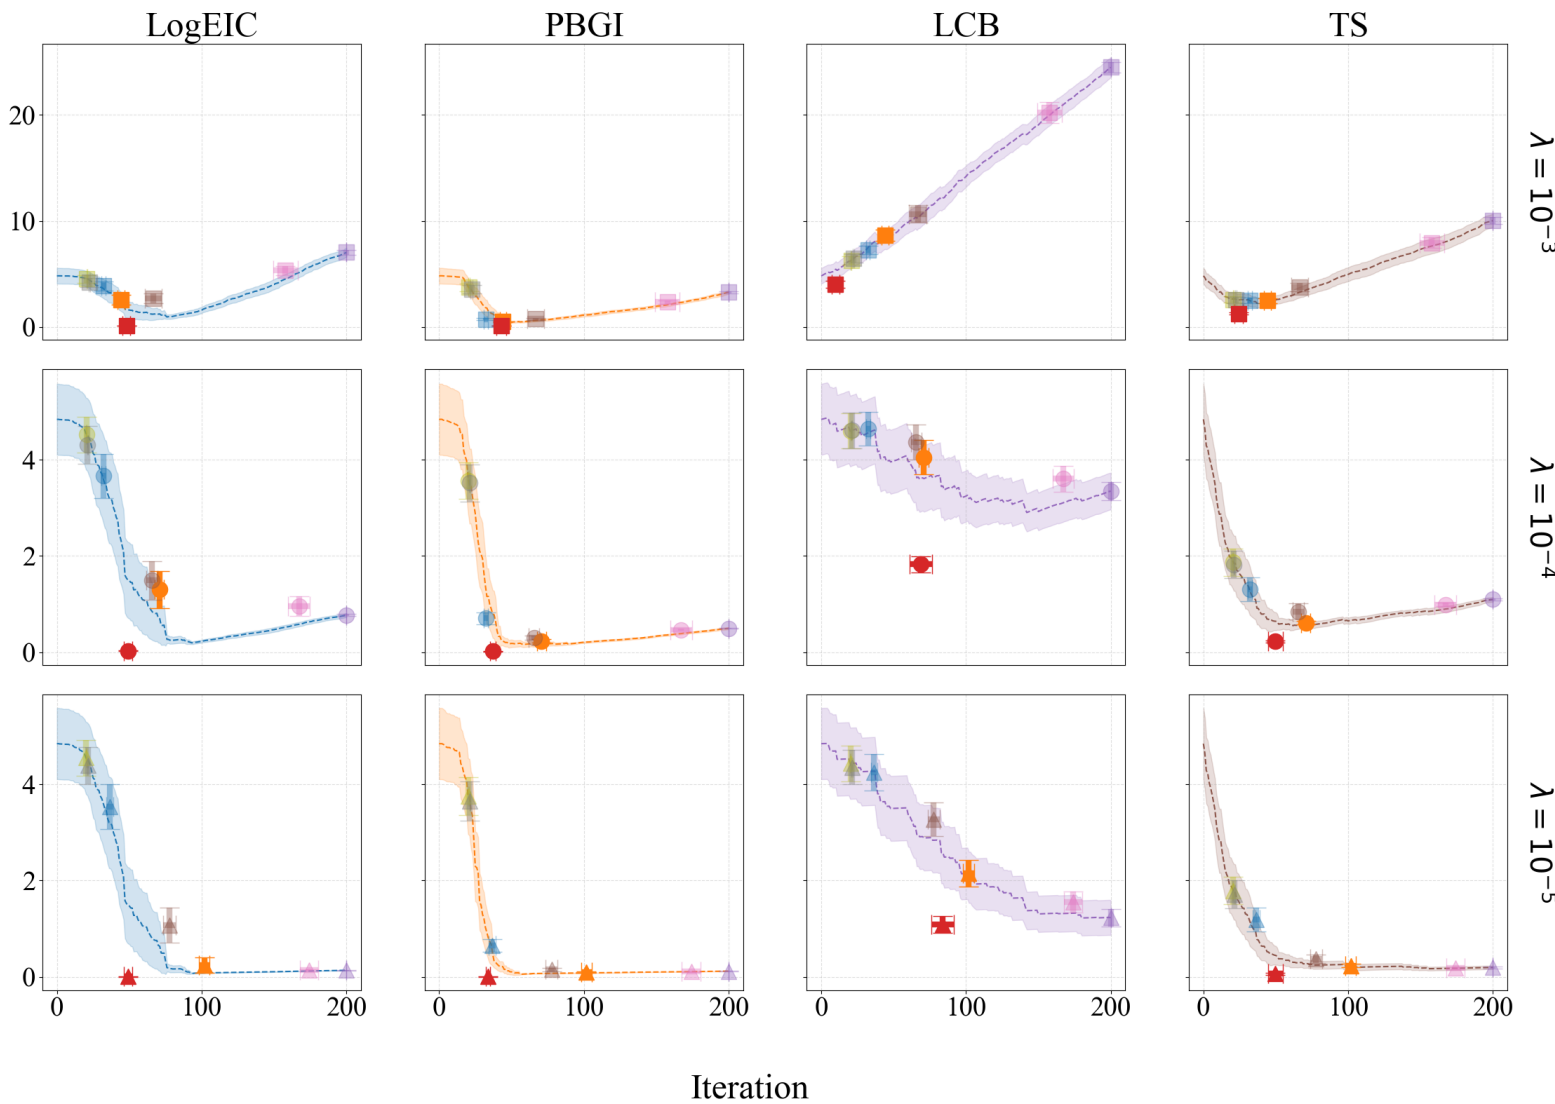 LogEIC PBGI LCB TS
20
10
0
λ = 10⁻³
4
2
0
λ = 10⁻⁴
4
2
0
λ = 10⁻⁵
0 100 200 0 100 200 0 100 200 0 100 200
Iteration